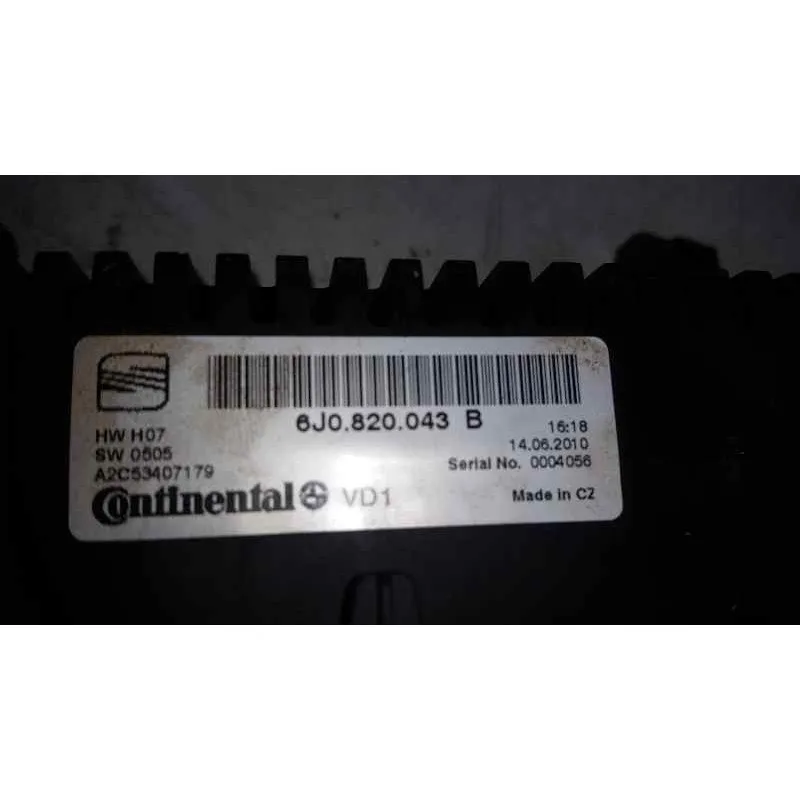 6J0.820.043 B
HW H07
SW 0505
A2C53407179
16:18
14.06.2010
Serial No. 0004056
Continental VD1
Made in CZ